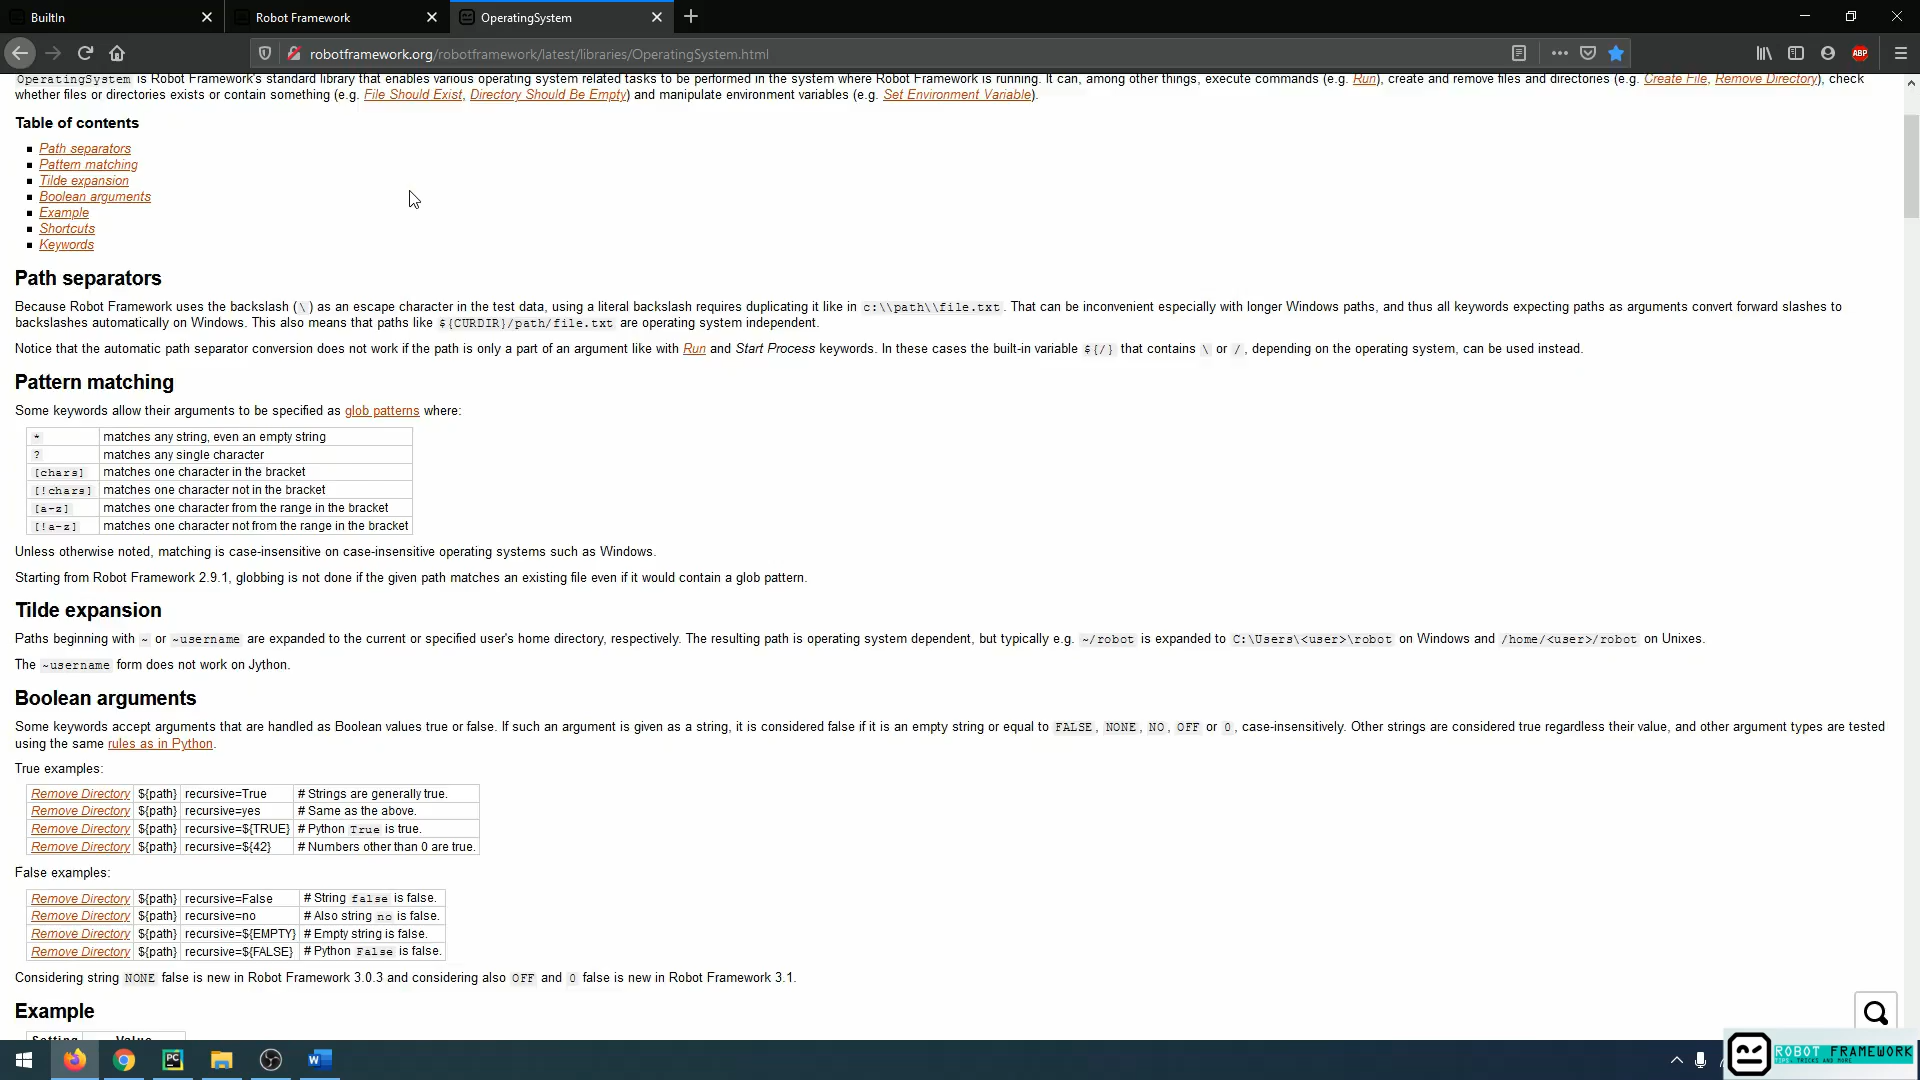 BuiltIn
Robot Framework
OperatingSystem
robotframework.org/robotframework/latest/libraries/OperatingSystem.html
ABP
OperatingSystem is Robot Framework's standard library that enables various operating system related tasks to be performed in the system where Robot Framework is running. It can, among other things, execute commands (e.g. Run), create and remove files and directories (e.g. Create File, Remove Directory), check
whether files or directories exists or contain something (e.g. File Should Exist, Directory Should Be Empty) and manipulate environment variables (e.g. Set Environment Variable).
Table of contents
Path separators
Pattern matching
Tilde expansion
Boolean arguments
Example
Shortcuts
Keywords
Path separators
Because Robot Framework uses the backslash (\) as an escape character in the test data, using a literal backslash requires duplicating it like in c:\\path\\file.txt. That can be inconvenient especially with longer Windows paths, and thus all keywords expecting paths as arguments convert forward slashes to
backslashes automatically on Windows. This also means that paths like ${CURDIR}/path/file.txt are operating system independent.
Notice that the automatic path separator conversion does not work if the path is only a part of an argument like with Run and Start Process keywords. In these cases the built-in variable ${/} that contains \ or /, depending on the operating system, can be used instead.
Pattern matching
Some keywords allow their arguments to be specified as glob patterns where:
* matches any string, even an empty string
? matches any single character
[chars] matches one character in the bracket
[!chars] matches one character not in the bracket
[a-z] matches one character from the range in the bracket
[!a-z] matches one character not from the range in the bracket
Unless otherwise noted, matching is case-insensitive on case-insensitive operating systems such as Windows.
Starting from Robot Framework 2.9.1, globbing is not done if the given path matches an existing file even if it would contain a glob pattern.
Tilde expansion
Paths beginning with ~ or ~username are expanded to the current or specified user's home directory, respectively. The resulting path is operating system dependent, but typically e.g. ~/robot is expanded to C:\Users\<user>\robot on Windows and /home/<user>/robot on Unixes.
The ~username form does not work on Jython.
Boolean arguments
Some keywords accept arguments that are handled as Boolean values true or false. If such an argument is given as a string, it is considered false if it is an empty string or equal to FALSE, NONE, NO, OFF or 0, case-insensitively. Other strings are considered true regardless their value, and other argument types are tested
using the same rules as in Python.
True examples:
Remove Directory ${path} recursive=True # Strings are generally true.
Remove Directory ${path} recursive=yes # Same as the above.
Remove Directory ${path} recursive=${TRUE} # Python True is true.
Remove Directory ${path} recursive=${42} # Numbers other than 0 are true.
False examples:
Remove Directory ${path} recursive=False # String false is false.
Remove Directory ${path} recursive=no # Also string no is false.
Remove Directory ${path} recursive=${EMPTY} # Empty string is false.
Remove Directory ${path} recursive=${FALSE} # Python False is false.
Considering string NONE false is new in Robot Framework 3.0.3 and considering also OFF and 0 false is new in Robot Framework 3.1.
Example
Setting Value
PC
ROBOT FRAMEWORK
TIPS, TRICKS AND MORE